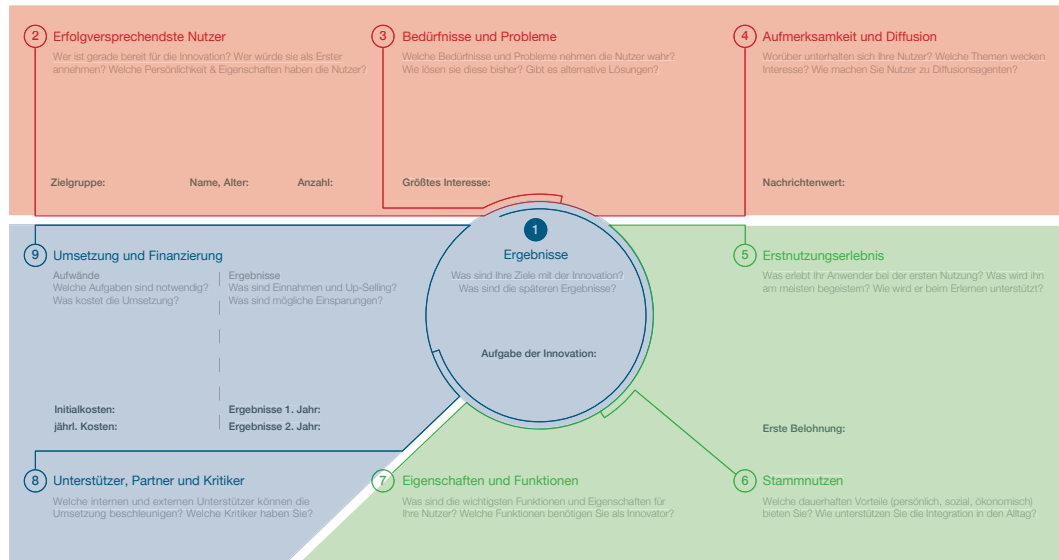 2 Erfolgversprechendste Nutzer
Wer ist gerade bereit für die Innovation? Wer würde sie als Erster
annehmen? Welche Persönlichkeit & Eigenschaften haben die Nutzer?
Zielgruppe: Name, Alter: Anzahl:
3 Bedürfnisse und Probleme
Welche Bedürfnisse und Probleme nehmen die Nutzer wahr?
Wie lösen sie diese bisher? Gibt es alternative Lösungen?
Größtes Interesse:
4 Aufmerksamkeit und Diffusion
Worüber unterhalten sich Ihre Nutzer? Welche Themen wecken
Interesse? Wie machen Sie Nutzer zu Diffusionsagenten?
Nachrichtenwert:
9 Umsetzung und Finanzierung
Aufwände
Welche Aufgaben sind notwendig?
Was kostet die Umsetzung?
Initialkosten:
jährl. Kosten:
Ergebnisse
Was sind Einnahmen und Up-Selling?
Was sind mögliche Einsparungen?
Ergebnisse 1. Jahr:
Ergebnisse 2. Jahr:
1
Ergebnisse
Was sind Ihre Ziele mit der Innovation?
Was sind die späteren Ergebnisse?
Aufgabe der Innovation:
5 Erstnutzungserlebnis
Was erlebt Ihr Anwender bei der ersten Nutzung? Was wird ihn
am meisten begeistern? Wie wird er beim Erlernen unterstützt?
Erste Belohnung:
8 Unterstützer, Partner und Kritiker
Welche internen und externen Unterstützer können die
Umsetzung beschleunigen? Welche Kritiker haben Sie?
7 Eigenschaften und Funktionen
Was sind die wichtigsten Funktionen und Eigenschaften für
Ihre Nutzer? Welche Funktionen benötigen Sie als Innovator?
6 Stammnutzen
Welche dauerhaften Vorteile (persönlich, sozial, ökonomisch)
bieten Sie? Wie unterstützen Sie die Integration in den Alltag?